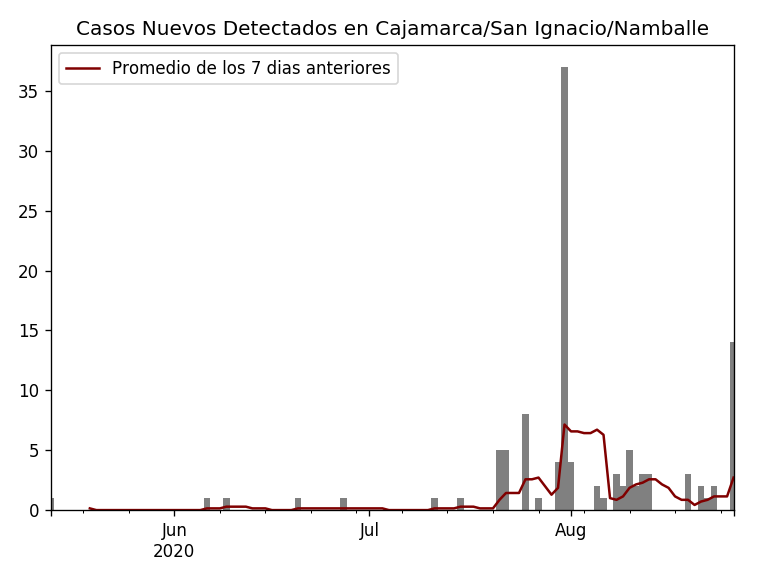 Casos Nuevos Detectados en Cajamarca/San Ignacio/Namballe
Promedio de los 7 dias anteriores
35
30
25
20
15
10
5
0
Jun
2020
Jul
Aug